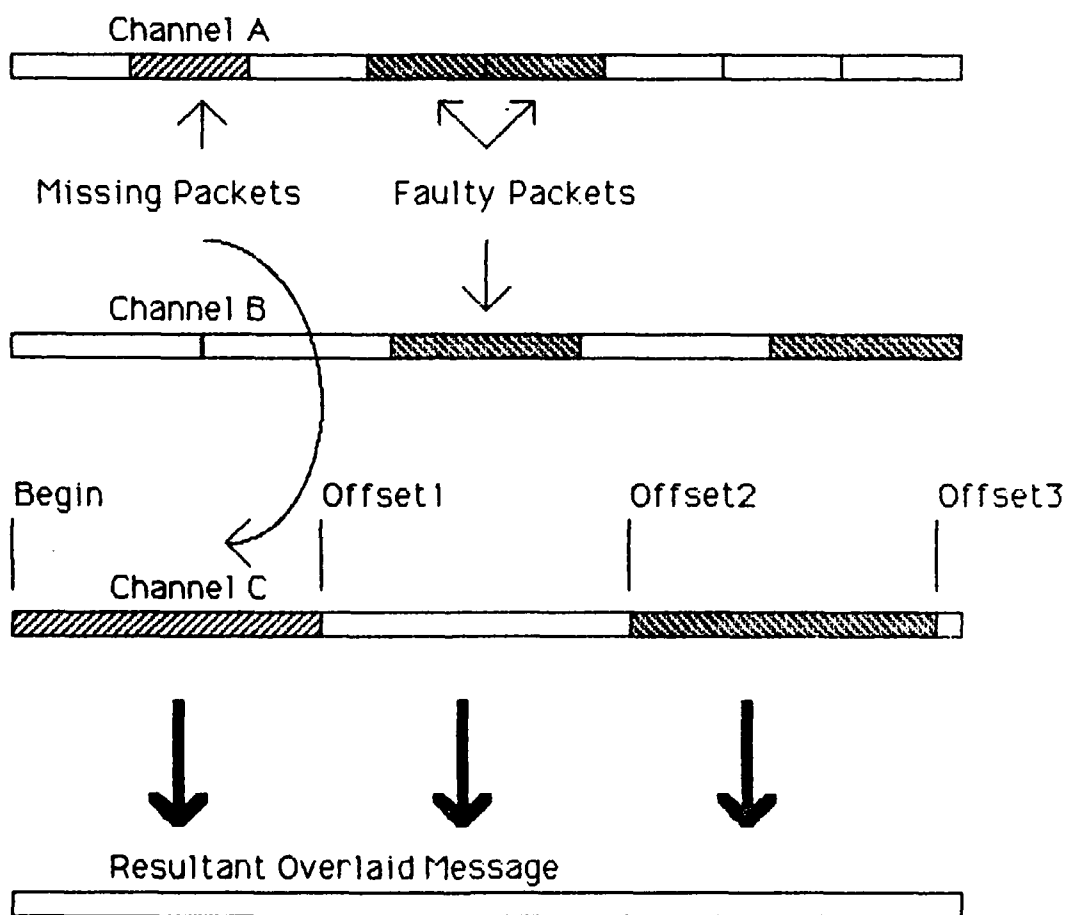 Channel A
Missing Packets
Faulty Packets
Channel B
Begin
Offset1
Offset2
Offset3
Channel C
Resultant Overlaid Message